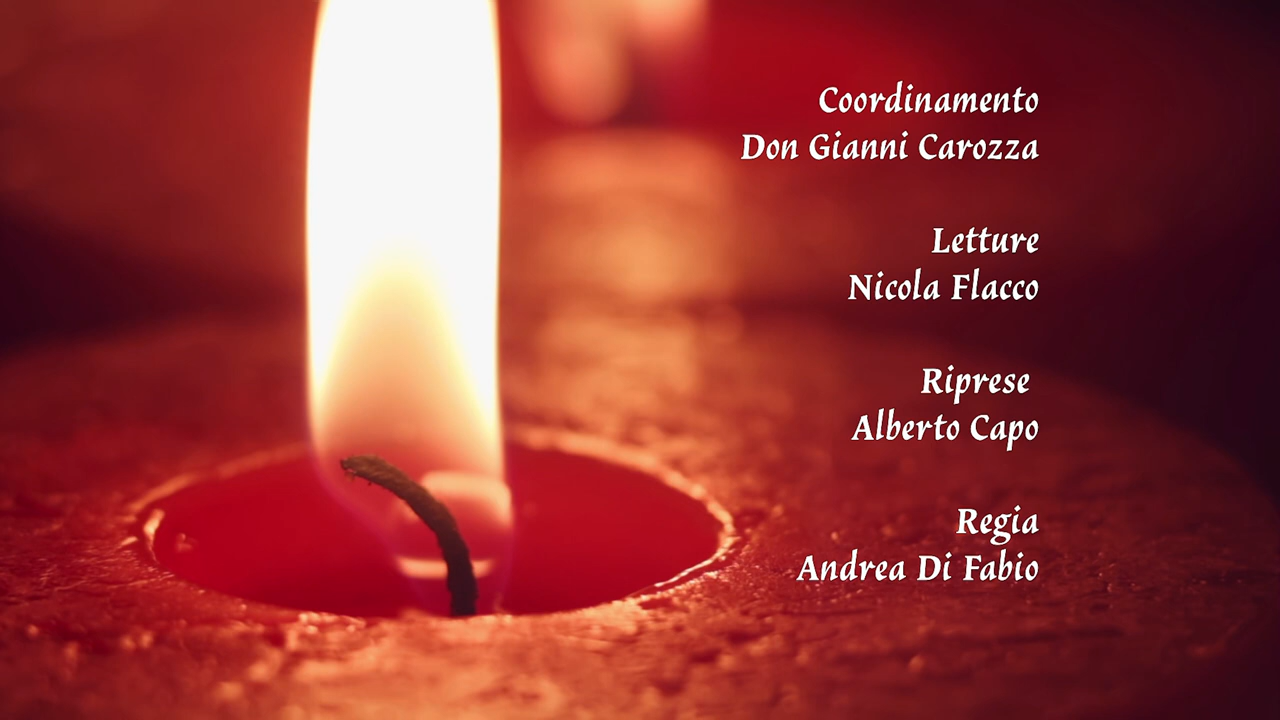 Coordinamento
Don Gianni Carozza
Letture
Nicola Flacco
Riprese
Alberto Capo
Regia
Andrea Di Fabio